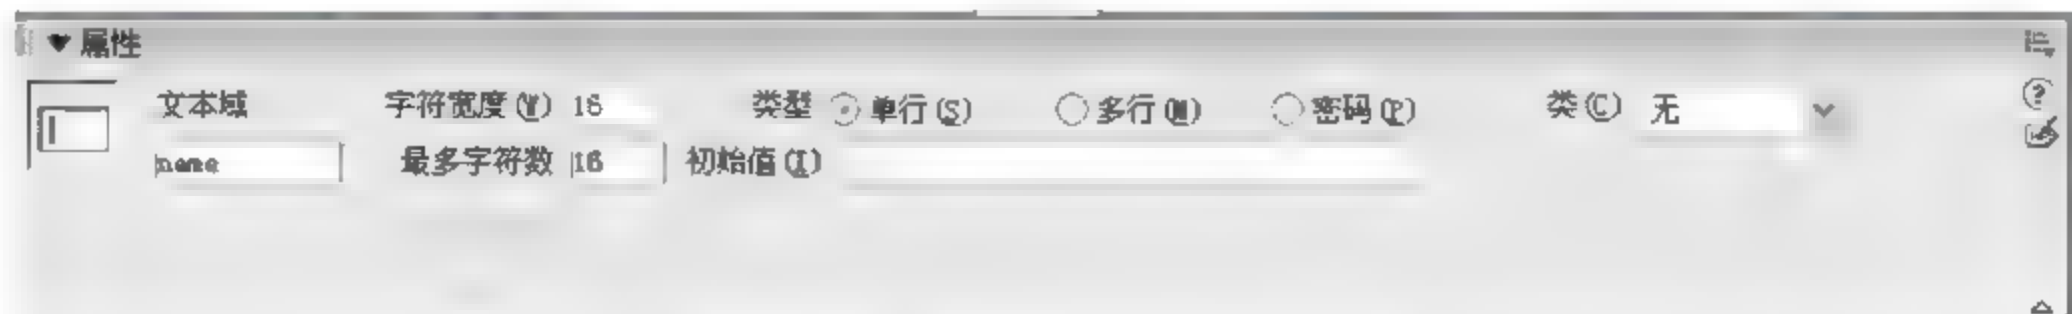 属性
文本域 字符宽度(W) 16 类型 单行(S) 多行(M) 密码(P) 类(C) 无
name 最多字符数 16 初始值(I)